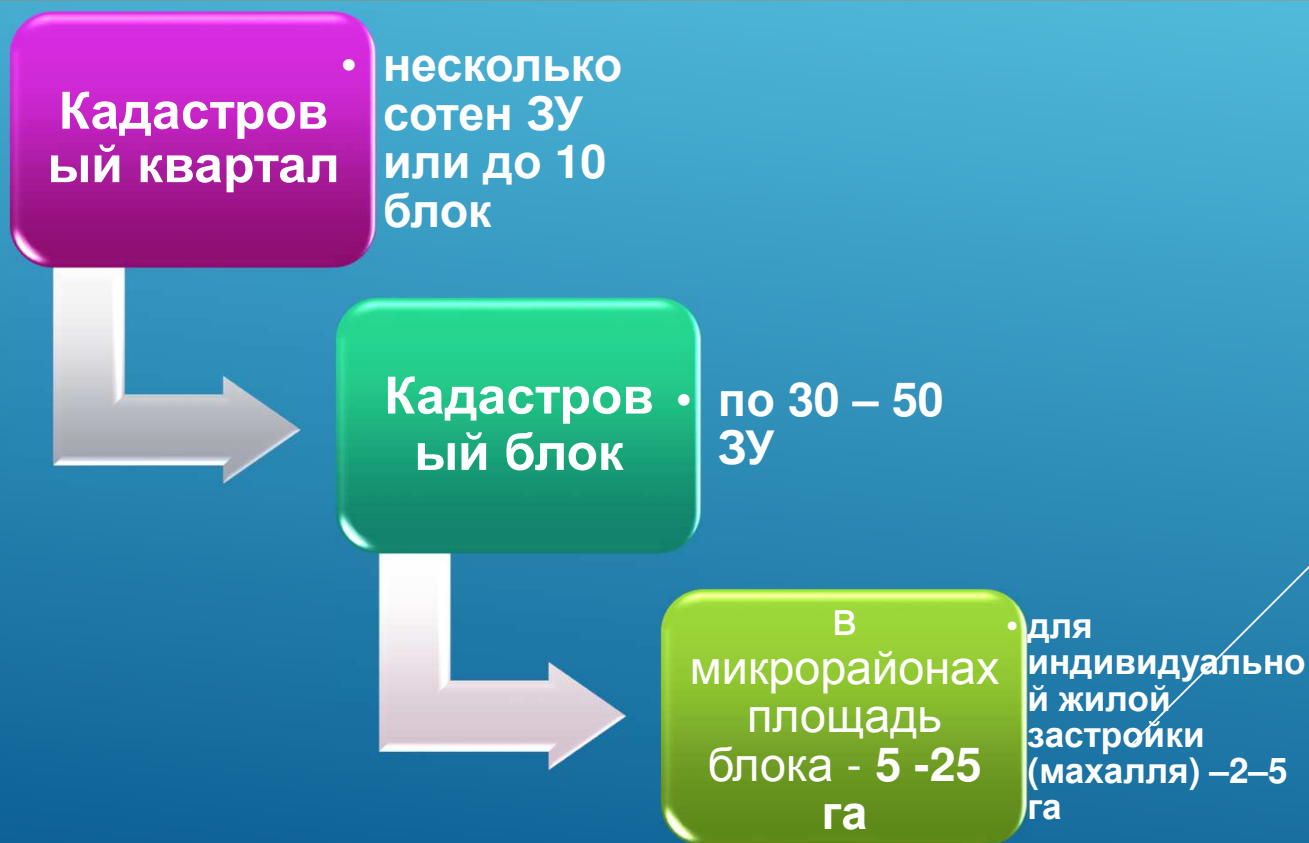 Кадастров
ый квартал
• несколько
сотен ЗУ
или до 10
блок
Кадастров
ый блок
• по 30 – 50
ЗУ
в
микрорайонах
площадь
блока - 5 -25
га
• для
индивидуально
й жилой
застройки
(махалля) –2–5
га